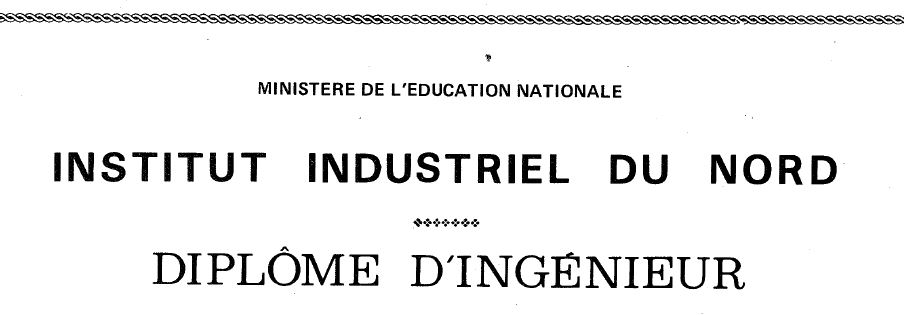 MINISTERE DE L'EDUCATION NATIONALE
INSTITUT INDUSTRIEL DU NORD
DIPLÔME D'INGÉNIEUR